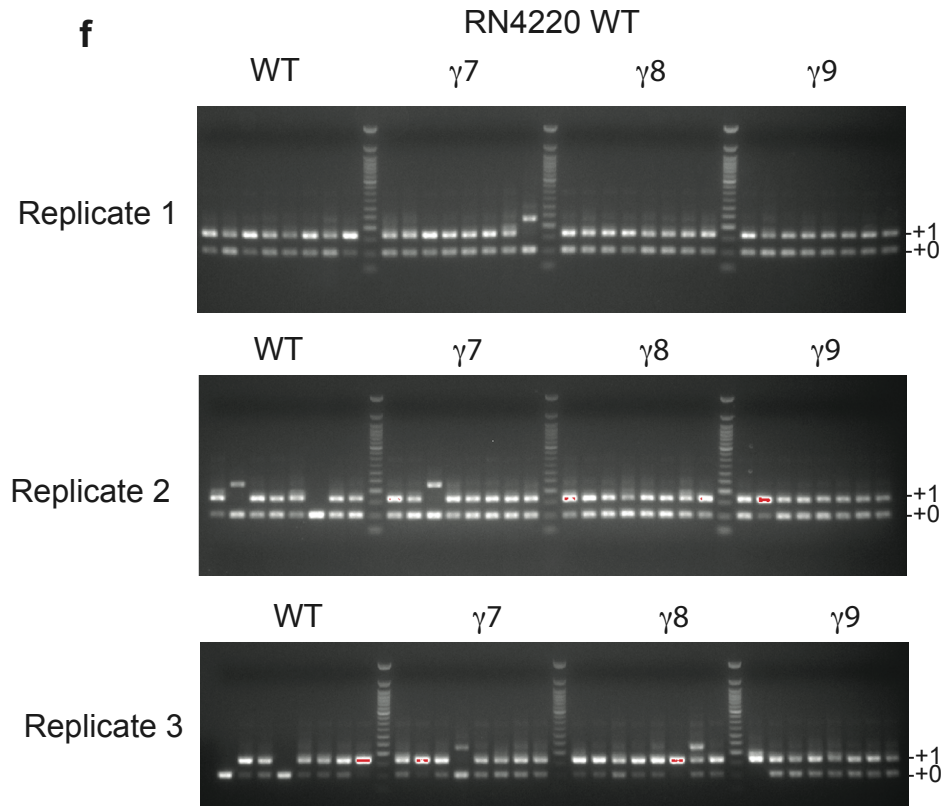 f
RN4220 WT
WT γ7 γ8 γ9
Replicate 1
+1
+0
WT γ7 γ8 γ9
Replicate 2
+1
+0
WT γ7 γ8 γ9
Replicate 3
+1
+0